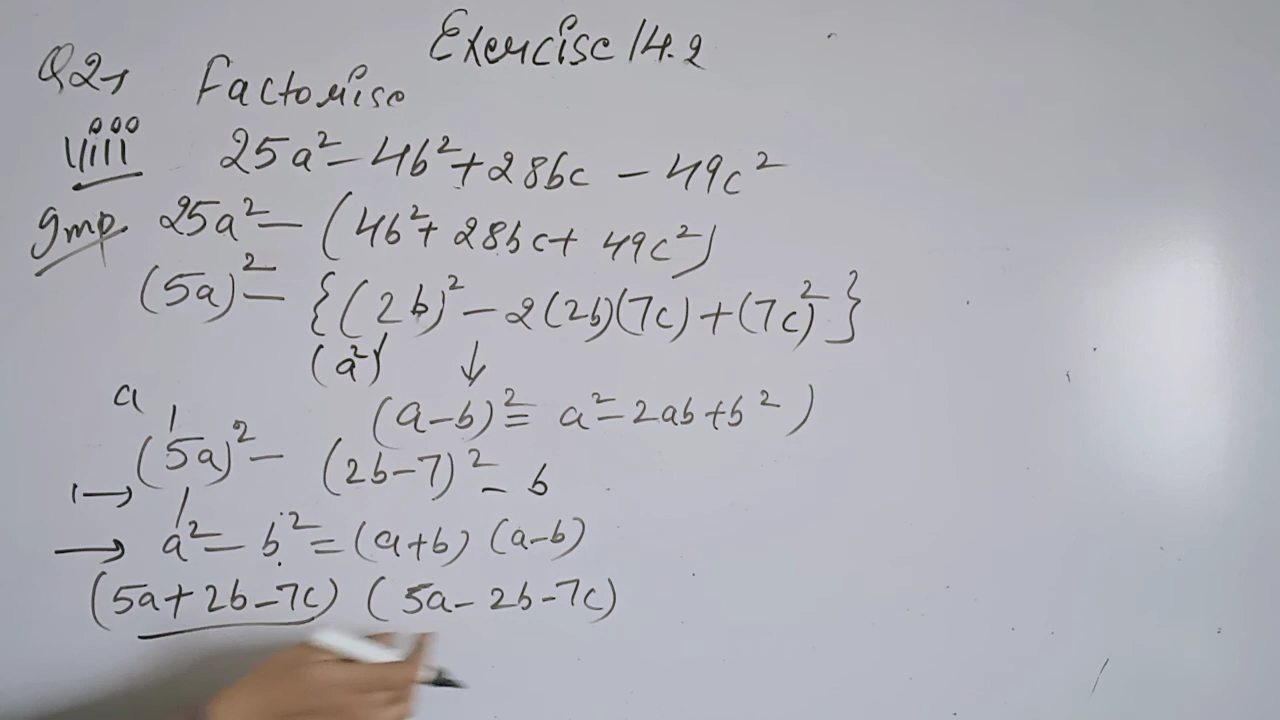 Exercise 14.2
Q2→ Factorise
viii 25a² - 4b² + 28bc - 49c²
Imp. 25a² - (4b² + 28bc + 49c²)
(5a)² - {(2b)² - 2(2b)(7c) + (7c)²}
(a²)
(a-b)² = a² - 2ab + b²)
a
(5a)² - (2b-7)² - b
→ a² - b² = (a+b) (a-b)
(5a + 2b - 7c) (5a - 2b - 7c)